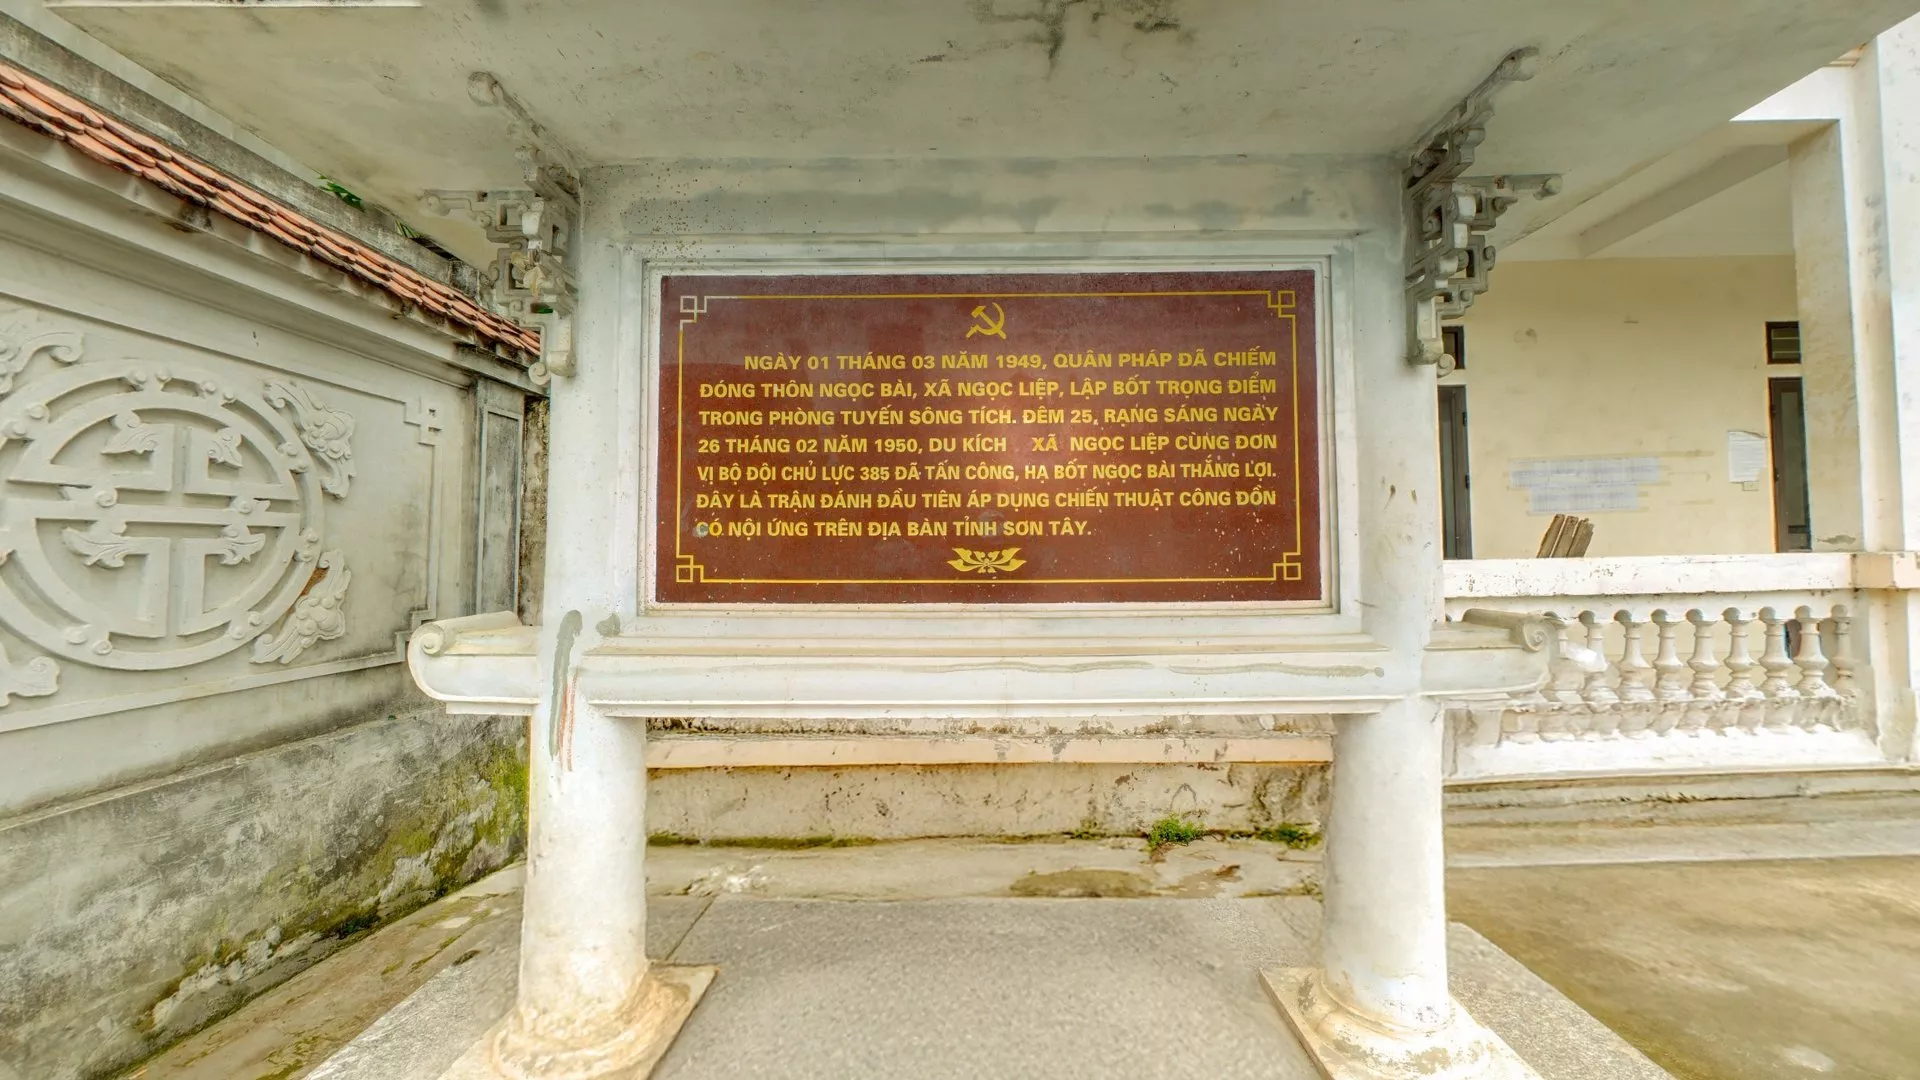 NGÀY 01 THÁNG 03 NĂM 1949, QUÂN PHÁP ĐÃ CHIẾM
ĐÓNG THÔN NGỌC BÀI, XÃ NGỌC LIỆP, LẬP BỐT TRỌNG ĐIỂM
TRONG PHÒNG TUYẾN SÔNG TÍCH. ĐÊM 25, RẠNG SÁNG NGÀY
26 THÁNG 02 NĂM 1950, DU KÍCH XÃ NGỌC LIỆP CÙNG ĐƠN
VỊ BỘ ĐỘI CHỦ LỰC 385 ĐÃ TẤN CÔNG, HẠ BỐT NGỌC BÀI THẮNG LỢI.
ĐÂY LÀ TRẬN ĐÁNH ĐẦU TIÊN ÁP DỤNG CHIẾN THUẬT CÔNG ĐỒN
CÓ NỘI ỨNG TRÊN ĐỊA BÀN TỈNH SƠN TÂY.